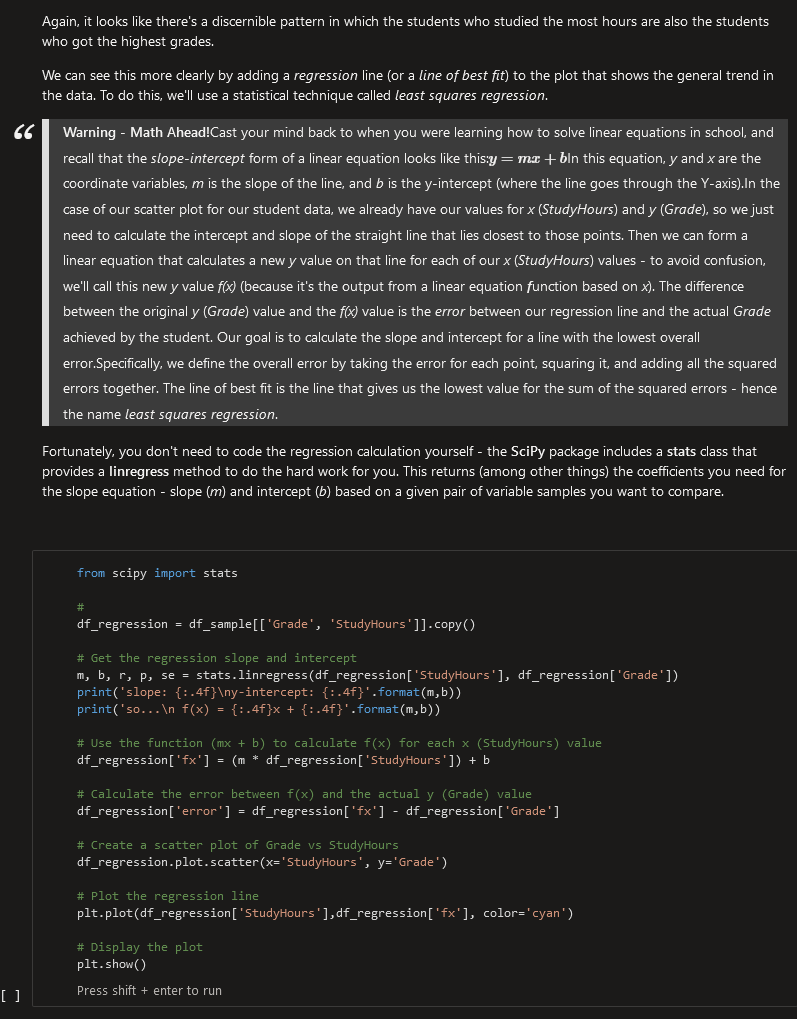 Again, it looks like there's a discernible pattern in which the students who studied the most hours are also the students
who got the highest grades.
We can see this more clearly by adding a regression line (or a line of best fit) to the plot that shows the general trend in
the data. To do this, we'll use a statistical technique called least squares regression.
“ Warning - Math Ahead!Cast your mind back to when you were learning how to solve linear equations in school, and
recall that the slope-intercept form of a linear equation looks like this:y = mx + bIn this equation, y and x are the
coordinate variables, m is the slope of the line, and b is the y-intercept (where the line goes through the Y-axis).In the
case of our scatter plot for our student data, we already have our values for x (StudyHours) and y (Grade), so we just
need to calculate the intercept and slope of the straight line that lies closest to those points. Then we can form a
linear equation that calculates a new y value on that line for each of our x (StudyHours) values - to avoid confusion,
we'll call this new y value f(x) (because it's the output from a linear equation function based on x). The difference
between the original y (Grade) value and the f(x) value is the error between our regression line and the actual Grade
achieved by the student. Our goal is to calculate the slope and intercept for a line with the lowest overall
error.Specifically, we define the overall error by taking the error for each point, squaring it, and adding all the squared
errors together. The line of best fit is the line that gives us the lowest value for the sum of the squared errors - hence
the name least squares regression.
Fortunately, you don't need to code the regression calculation yourself - the SciPy package includes a stats class that
provides a linregress method to do the hard work for you. This returns (among other things) the coefficients you need for
the slope equation - slope (m) and intercept (b) based on a given pair of variable samples you want to compare.
from scipy import stats
#
df_regression = df_sample[['Grade', 'StudyHours']].copy()
# Get the regression slope and intercept
m, b, r, p, se = stats.linregress(df_regression['StudyHours'], df_regression['Grade'])
print('slope: {:.4f}\ny-intercept: {:.4f}'.format(m,b))
print('so...\n f(x) = {:.4f}x + {:.4f}'.format(m,b))
# Use the function (mx + b) to calculate f(x) for each x (StudyHours) value
df_regression['fx'] = (m * df_regression['StudyHours']) + b
# Calculate the error between f(x) and the actual y (Grade) value
df_regression['error'] = df_regression['fx'] - df_regression['Grade']
# Create a scatter plot of Grade vs StudyHours
df_regression.plot.scatter(x='StudyHours', y='Grade')
# Plot the regression line
plt.plot(df_regression['StudyHours'],df_regression['fx'], color='cyan')
# Display the plot
plt.show()
[ ] Press shift + enter to run